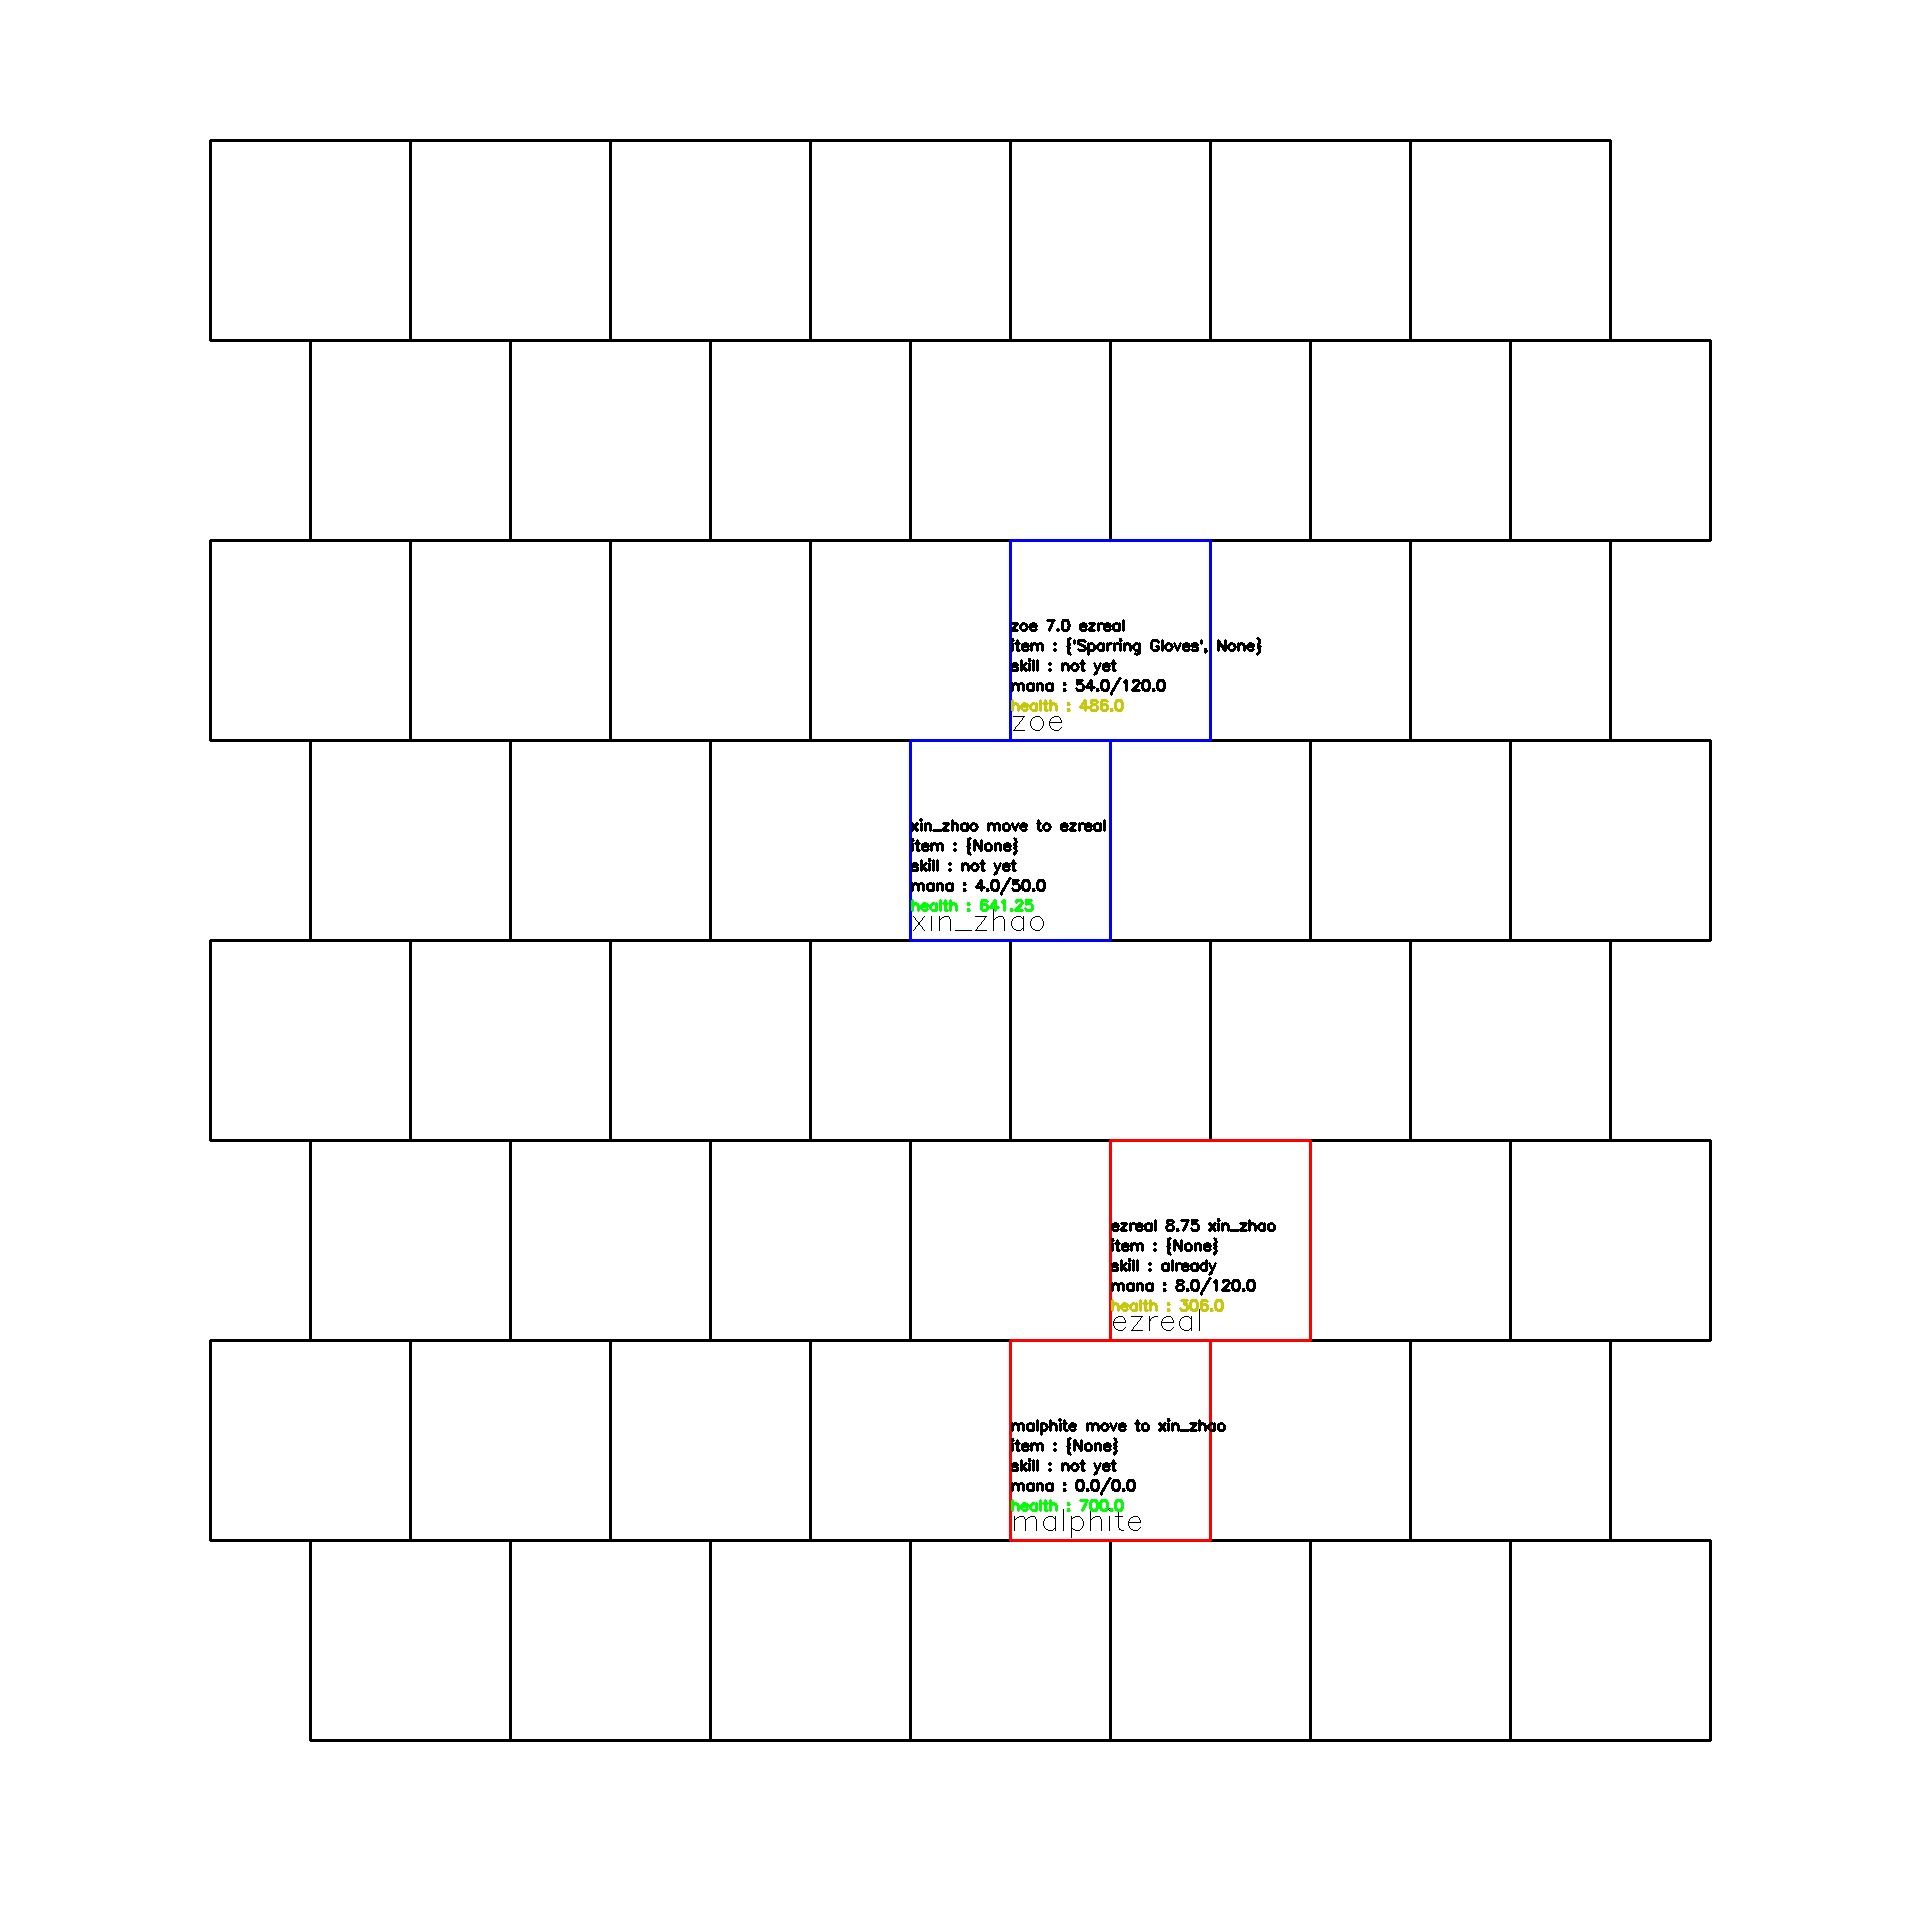 zoe 7.0 ezreal
item : {'Sparring Gloves', None}
skill : not yet
mana : 54.0/120.0
health : 486.0
zoe
xin_zhao move to ezreal
item : {None}
skill : not yet
mana : 4.0/50.0
health : 641.25
xin_zhao
ezreal 8.75 xin_zhao
item : {None}
skill : already
mana : 8.0/120.0
health : 306.0
ezreal
malphite move to xin_zhao
item : {None}
skill : not yet
mana : 0.0/0.0
health : 700.0
malphite